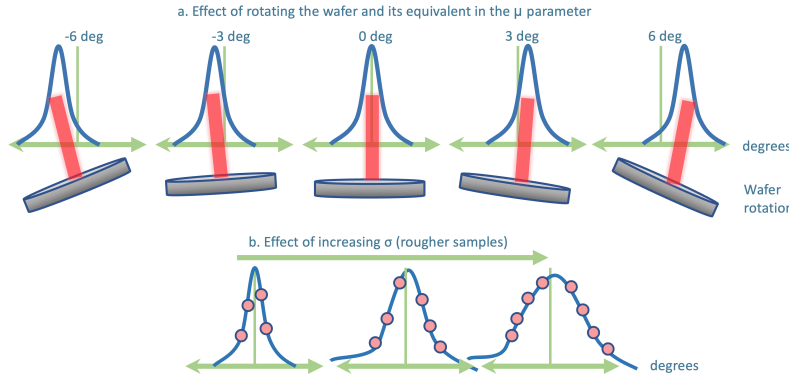 a. Effect of rotating the wafer and its equivalent in the μ parameter
-6 deg
-3 deg
0 deg
3 deg
6 deg
degrees
Wafer
rotation
b. Effect of increasing σ (rougher samples)
degrees